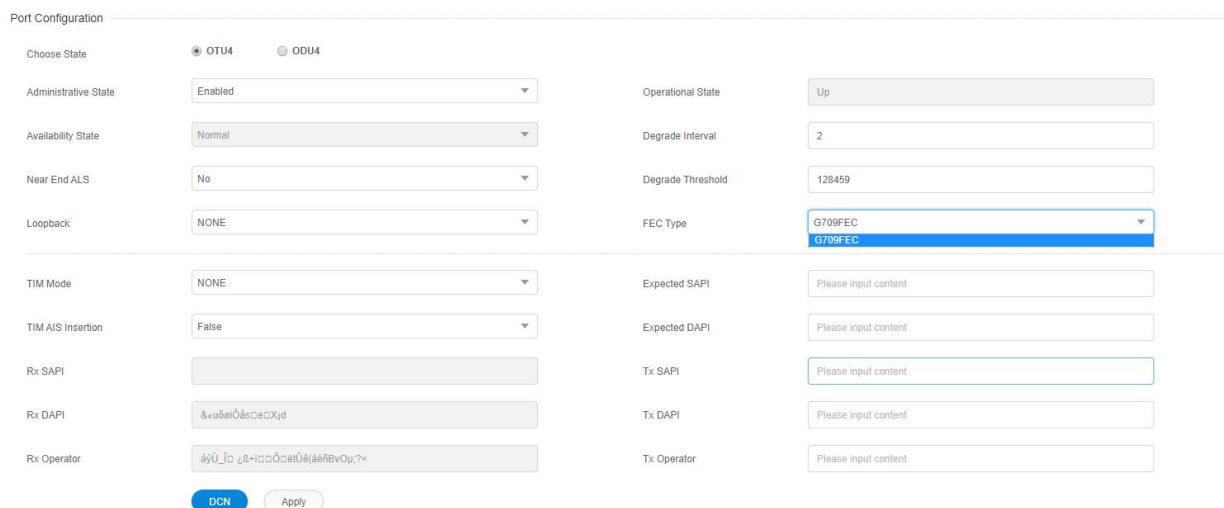 Port Configuration
Choose State OTU4 ODU4
Administrative State Enabled Operational State Up
Availability State Normal Degrade Interval 2
Near End ALS No Degrade Threshold 128459
Loopback NONE FEC Type G709FEC
G709FEC
TIM Mode NONE Expected SAPI Please input content
TIM AIS Insertion False Expected DAPI Please input content
Rx SAPI Tx SAPI Please input content
Rx DAPI Tx DAPI Please input content
Rx Operator Tx Operator Please input content
DCN Apply